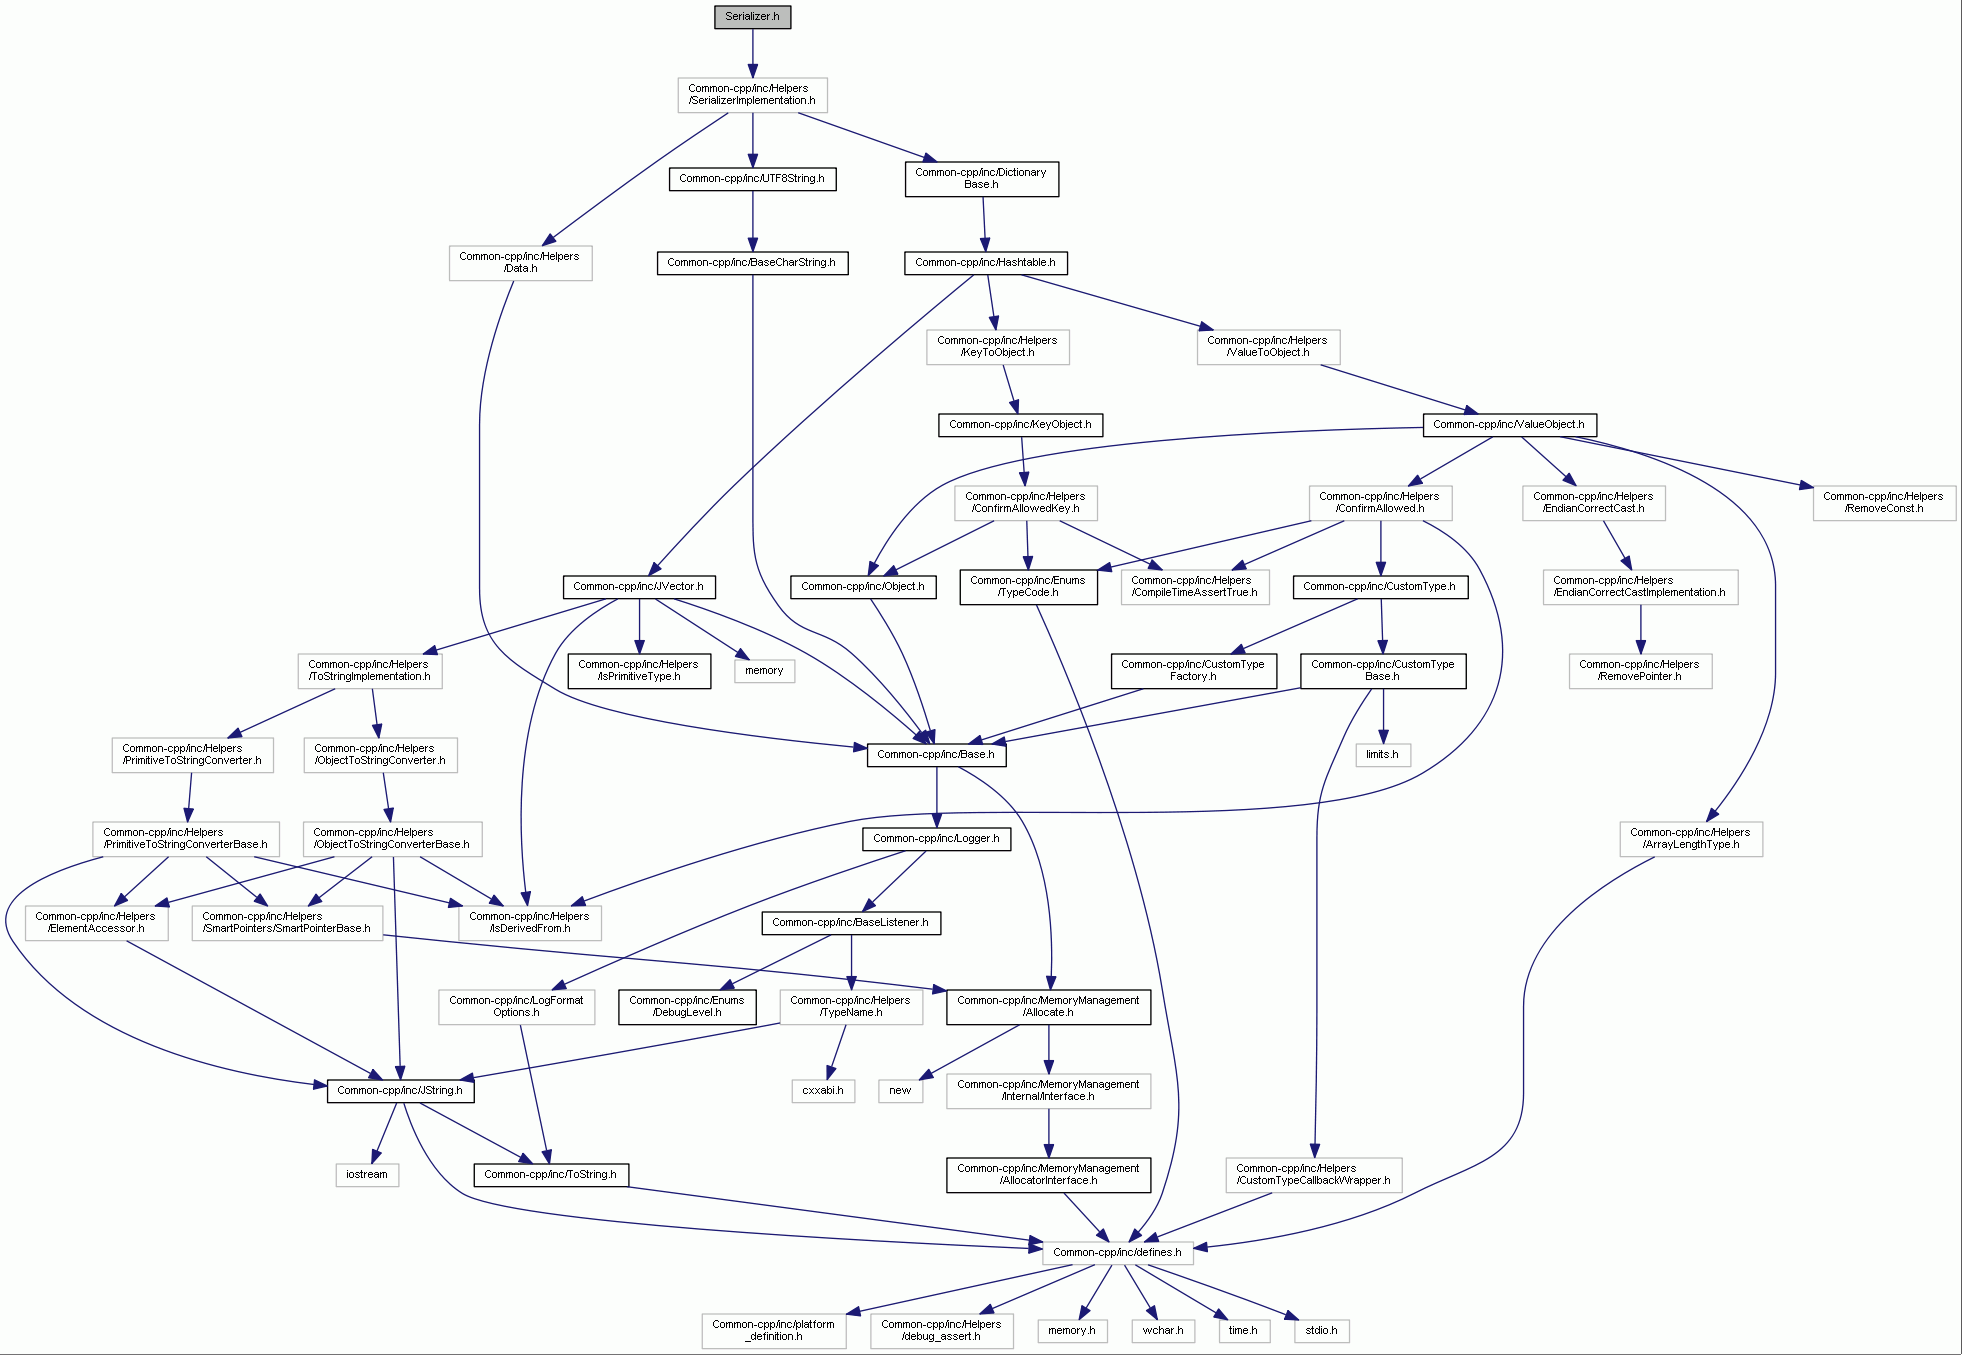 Serializer.h
Common-cpp/inc/Helpers
/SerializerImplementation.h
Common-cpp/inc/UTF8String.h
Common-cpp/inc/Dictionary
Base.h
Common-cpp/inc/Helpers
/Data.h
Common-cpp/inc/BaseCharString.h
Common-cpp/inc/Hashtable.h
Common-cpp/inc/Helpers
/KeyToObject.h
Common-cpp/inc/Helpers
/ValueToObject.h
Common-cpp/inc/KeyObject.h
Common-cpp/inc/ValueObject.h
Common-cpp/inc/Helpers
/ConfirmAllowedKey.h
Common-cpp/inc/Helpers
/ConfirmAllowed.h
Common-cpp/inc/Helpers
/EndianCorrectCast.h
Common-cpp/inc/Helpers
/RemoveConst.h
Common-cpp/inc/JVector.h
Common-cpp/inc/Object.h
Common-cpp/inc/Enums
/TypeCode.h
Common-cpp/inc/Helpers
/CompileTimeAssertTrue.h
Common-cpp/inc/CustomType.h
Common-cpp/inc/Helpers
/EndianCorrectCastImplementation.h
Common-cpp/inc/Helpers
/ToStringImplementation.h
Common-cpp/inc/Helpers
/IsPrimitiveType.h
memory
Common-cpp/inc/CustomType
Factory.h
Common-cpp/inc/CustomType
Base.h
Common-cpp/inc/Helpers
/RemovePointer.h
Common-cpp/inc/Helpers
/PrimitiveToStringConverter.h
Common-cpp/inc/Helpers
/ObjectToStringConverter.h
Common-cpp/inc/Base.h
limits.h
Common-cpp/inc/Helpers
/PrimitiveToStringConverterBase.h
Common-cpp/inc/Helpers
/ObjectToStringConverterBase.h
Common-cpp/inc/Logger.h
Common-cpp/inc/Helpers
/ArrayLengthType.h
Common-cpp/inc/Helpers
/ElementAccessor.h
Common-cpp/inc/Helpers
/SmartPointers/SmartPointerBase.h
Common-cpp/inc/Helpers
/IsDerivedFrom.h
Common-cpp/inc/BaseListener.h
Common-cpp/inc/LogFormat
Options.h
Common-cpp/inc/Enums
/DebugLevel.h
Common-cpp/inc/Helpers
/TypeName.h
Common-cpp/inc/MemoryManagement
/Allocate.h
Common-cpp/inc/JString.h
cxxabi.h
new
Common-cpp/inc/MemoryManagement
/Internal/Interface.h
iostream
Common-cpp/inc/ToString.h
Common-cpp/inc/MemoryManagement
/AllocatorInterface.h
Common-cpp/inc/Helpers
/CustomTypeCallbackWrapper.h
Common-cpp/inc/defines.h
Common-cpp/inc/platform
_definition.h
Common-cpp/inc/Helpers
/debug_assert.h
memory.h
wchar.h
time.h
stdio.h